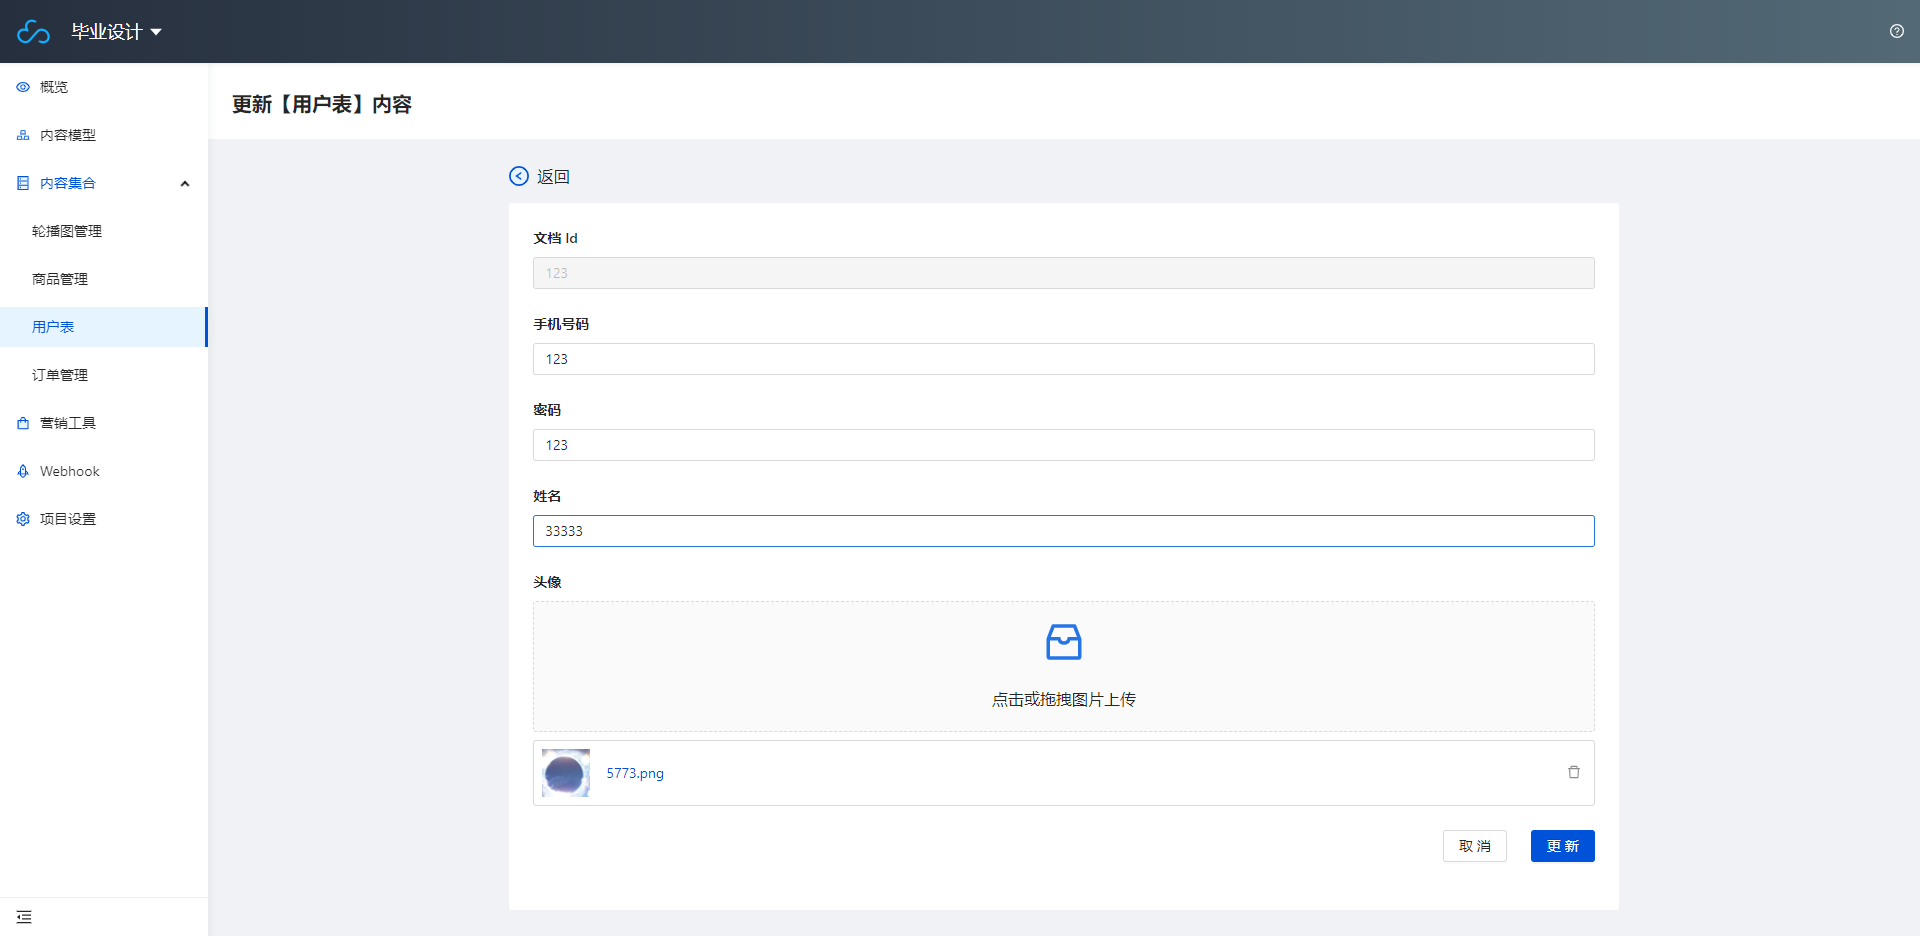 毕业设计
概览
内容模型
内容集合
轮播图管理
商品管理
用户表
订单管理
营销工具
Webhook
项目设置
更新【用户表】内容
返回
文档 Id
123
手机号码
123
密码
123
姓名
33333
头像
点击或拖拽图片上传
5773.png
取 消
更 新